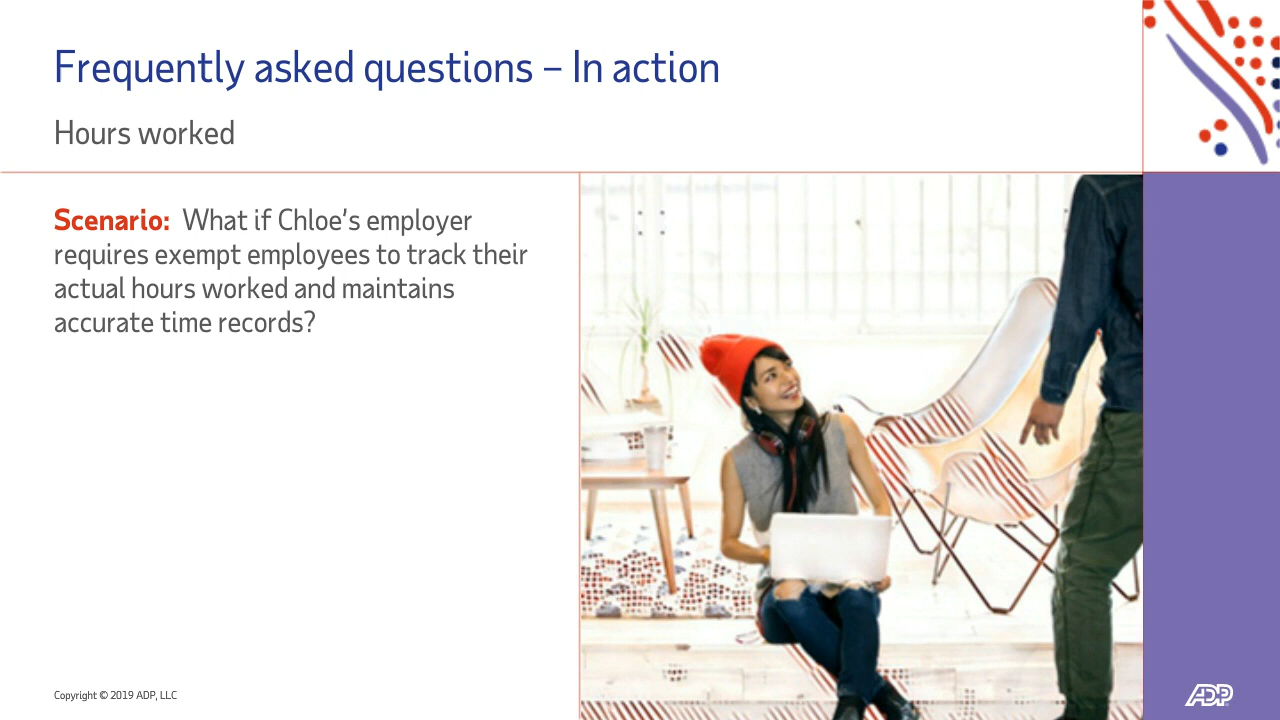 Frequently asked questions – In action
Hours worked
Scenario: What if Chloe's employer
requires exempt employees to track their
actual hours worked and maintains
accurate time records?
Copyright © 2019 ADP, LLC
ADP